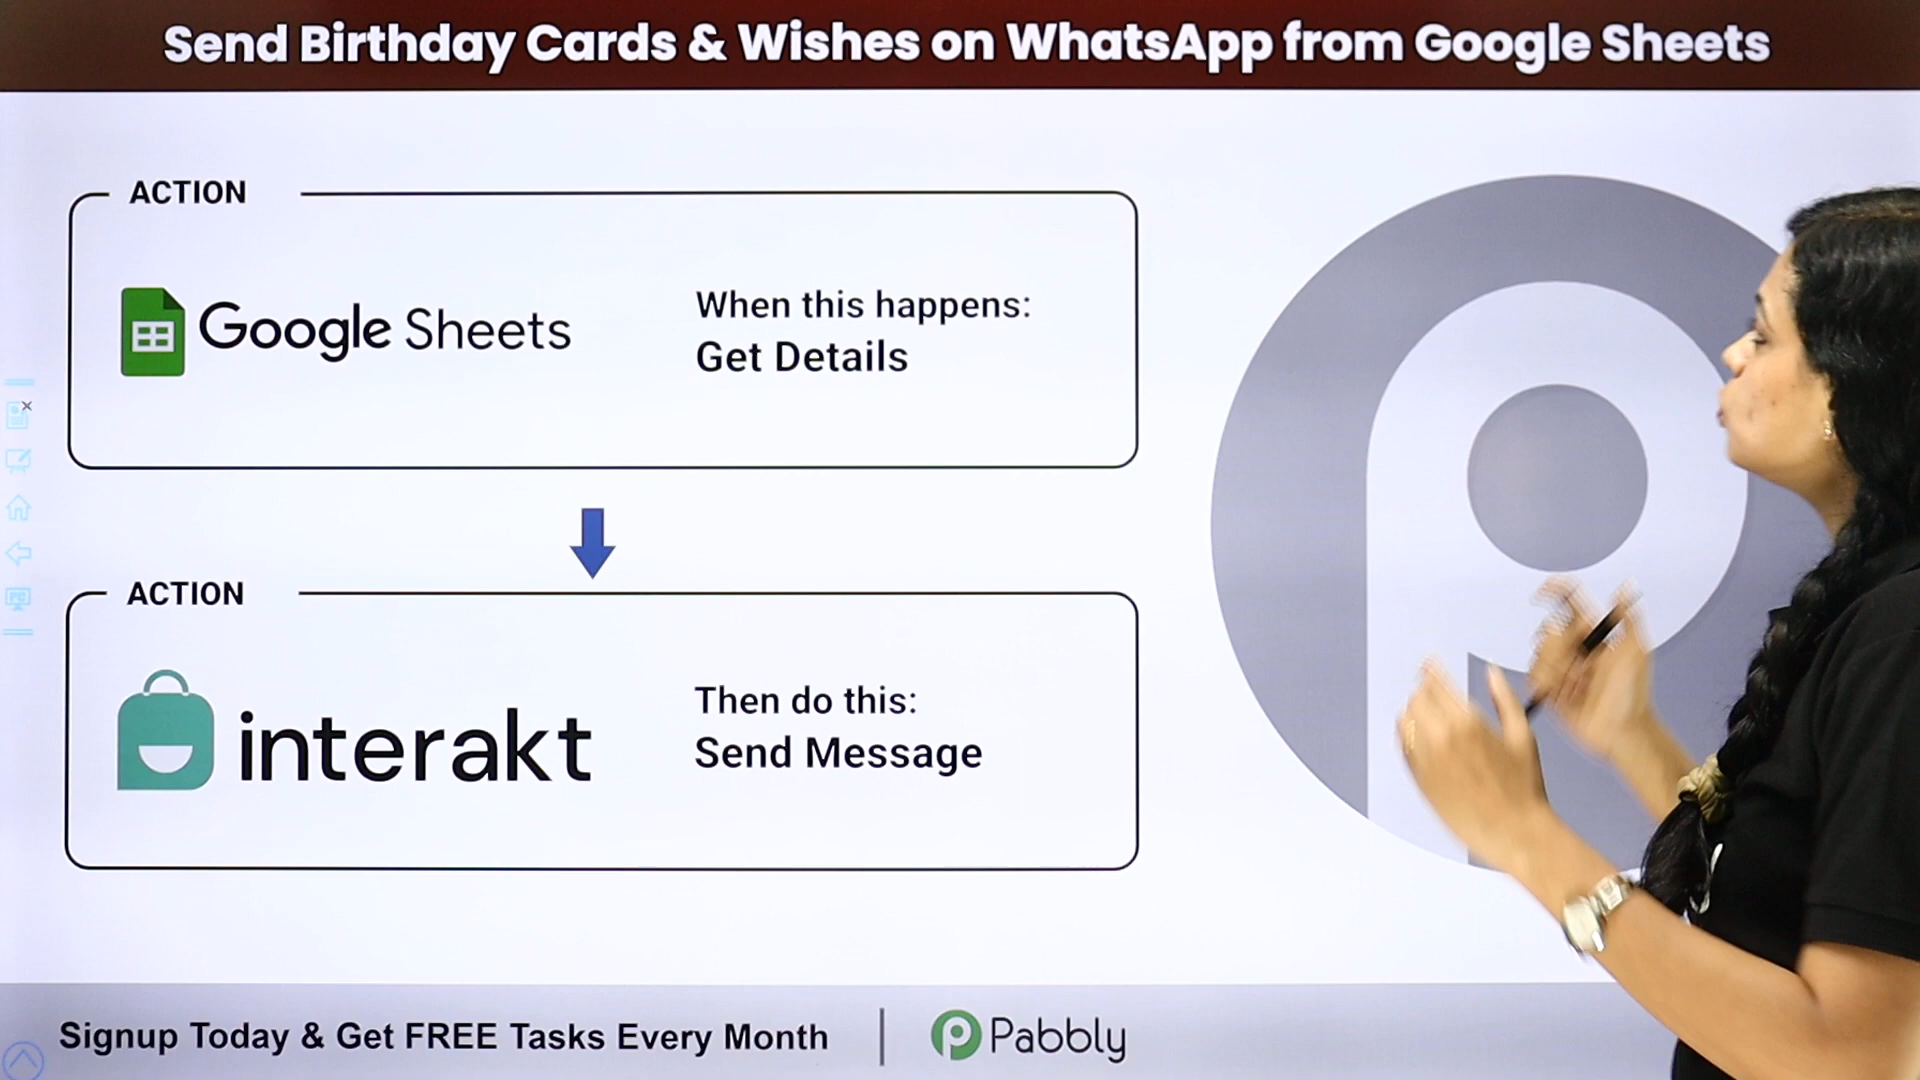 Send Birthday Cards & Wishes on WhatsApp from Google Sheets
ACTION
Google Sheets
When this happens:
Get Details
ACTION
interakt
Then do this:
Send Message
Signup Today & Get FREE Tasks Every Month
Pabbly
PC